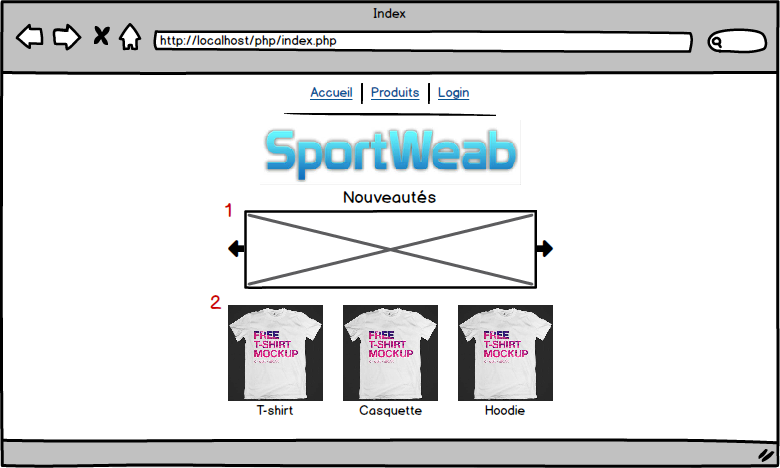 Index
http://localhost/php/index.php
Accueil Produits Login
SportWeab
Nouveautés
1
2
FREE
T-SHIRT
MOCKUP
FREE
T-SHIRT
MOCKUP
FREE
T-SHIRT
MOCKUP
T-shirt Casquette Hoodie